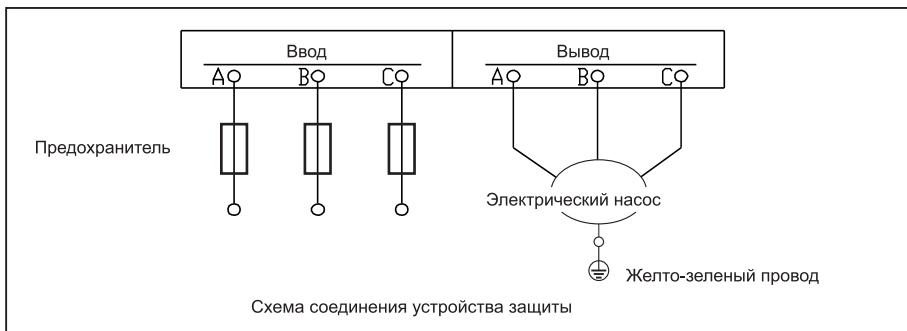 Ввод
Вывод
A B C A B C
Предохранитель
Электрический насос
Желто-зеленый провод
Схема соединения устройства защиты